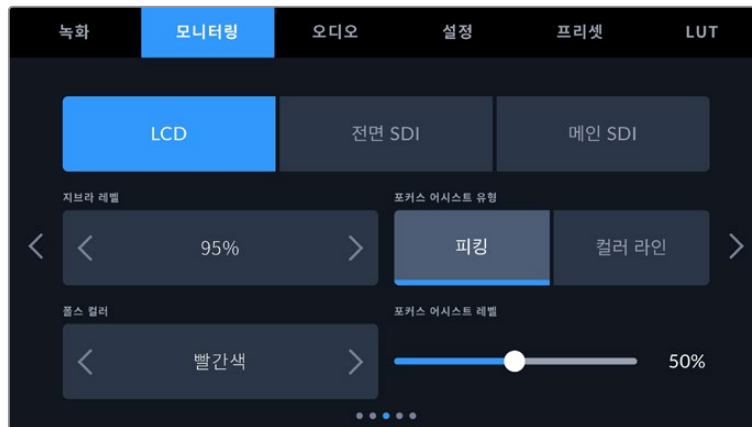 녹화 모니터링 오디오 설정 프리셋 LUT
LCD 전면 SDI 메인 SDI
지브라 레벨 포커스 어시스트 유형
95% 피킹 컬러 라인
폴스 컬러 포커스 어시스트 레벨
빨간색 50%